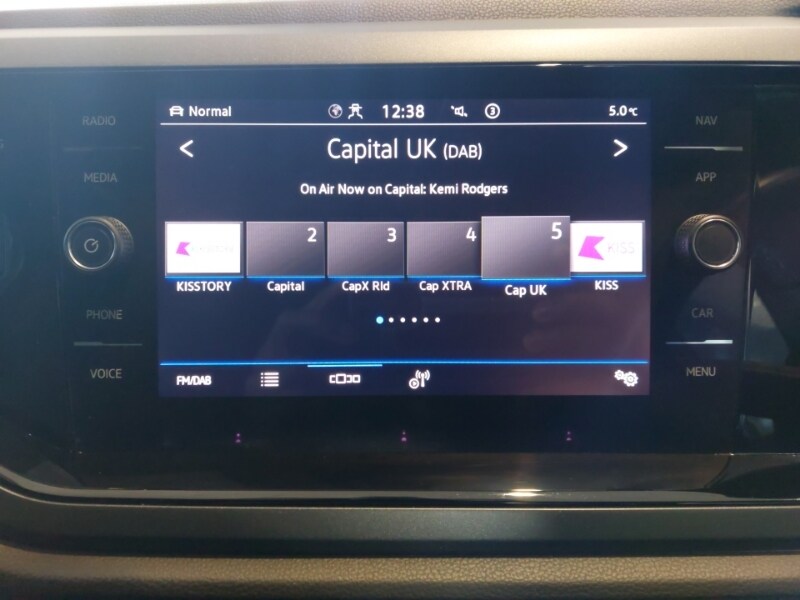 RADIO
MEDIA
PHONE
VOICE
Normal 12:38 3 5.0°C
< Capital UK (DAB) >
On Air Now on Capital: Kemi Rodgers
2 3 4 5 KISS
KISSTORY Capital CapX Rld Cap XTRA Cap UK KISS
FM/DAB
NAV
APP
CAR
MENU